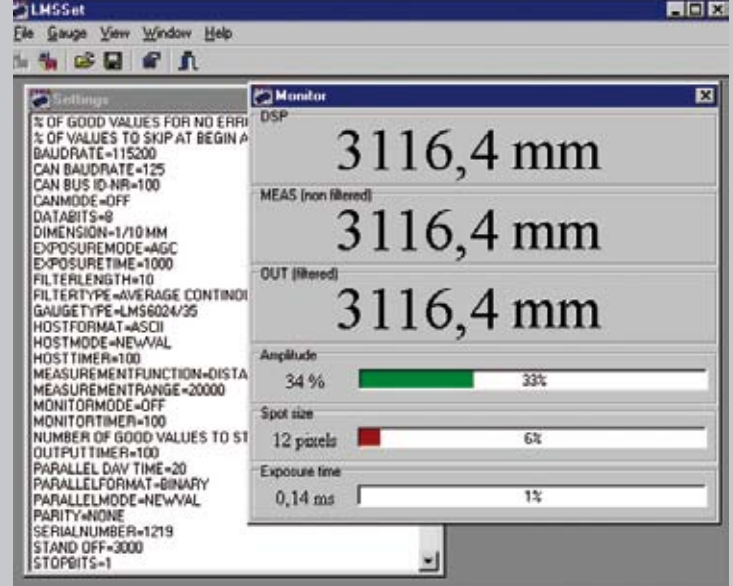 LMSSet
File Gauge View Window Help
Settings
% OF GOOD VALUES FOR NO ERR
% OF VALUES TO SKIP AT BEGIN A
BAUDRATE=115200
CAN BAUDRATE=125
CAN BUS ID-NR=100
CANMODE=OFF
DATABITS=8
DIMENSION=1/10 MM
EXPOSUREMODE=AGC
EXPOSURETIME=1000
FILTERLENGTH=10
FILTERTYPE=AVERAGE CONTINOU
GAUGETYPE=LMS6024/35
HOSTFORMAT=ASCII
HOSTMODE=NEWVAL
HOSTTIMER=100
MEASUREMENTFUNCTION=DISTA
MEASUREMENTRANGE=20000
MONITORMODE=OFF
MONITORTIMER=100
NUMBER OF GOOD VALUES TO ST
OUTPUTTIMER=100
PARALLEL DAV TIME=20
PARALLELFORMAT=BINARY
PARALLELMODE=NEWVAL
PARITY=NONE
SERIALNUMBER=1219
STAND OFF=3000
STOPBITS=1
Monitor
DSP
3116,4 mm
MEAS (non filtered)
3116,4 mm
OUT (filtered)
3116,4 mm
Amplitude
34 % 33%
Spot size
12 pixels 6%
Exposure time
0,14 ms 1%